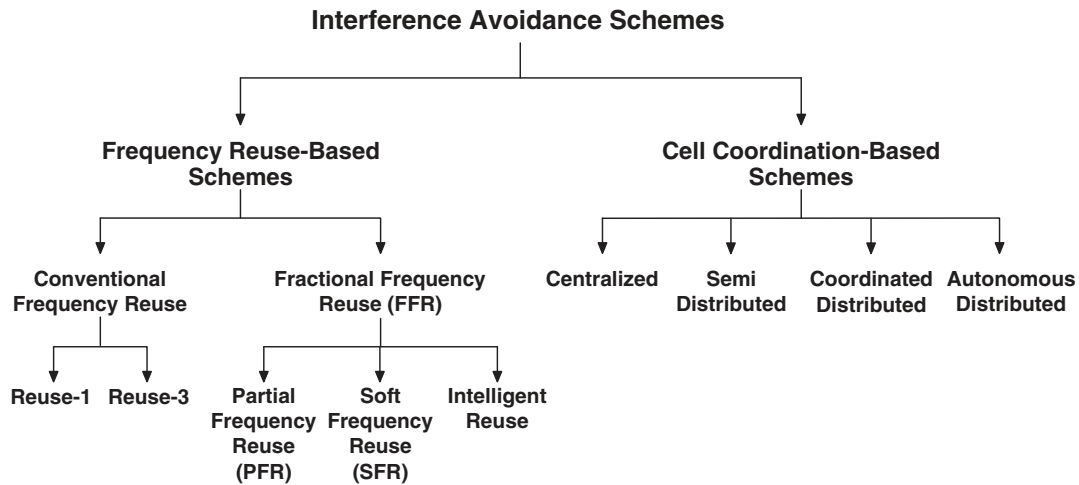 Interference Avoidance Schemes
Frequency Reuse-Based
Schemes
Cell Coordination-Based
Schemes
Conventional
Frequency Reuse
Fractional Frequency
Reuse (FFR)
Centralized
Semi
Distributed
Coordinated
Distributed
Autonomous
Distributed
Reuse-1
Reuse-3
Partial
Frequency
Reuse
(PFR)
Soft
Frequency
Reuse
(SFR)
Intelligent
Reuse